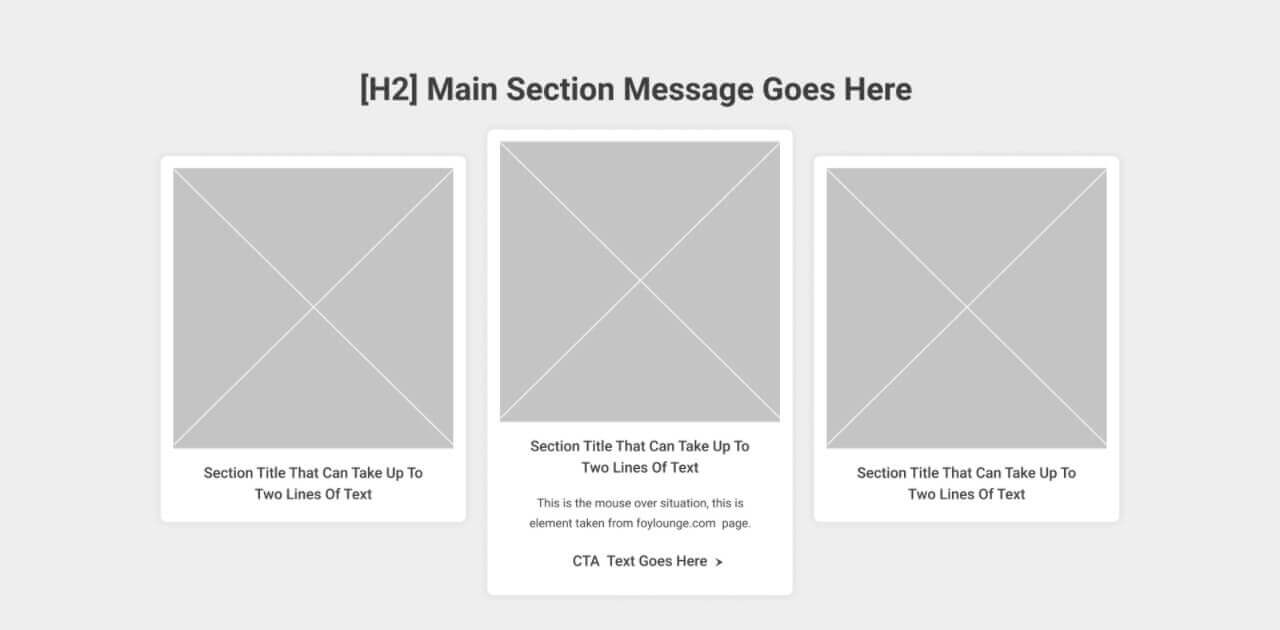 [H2] Main Section Message Goes Here
Section Title That Can Take Up To
Two Lines Of Text
Section Title That Can Take Up To
Two Lines Of Text
This is the mouse over situation, this is
element taken from foylounge.com  page.
CTA  Text Goes Here ➤
Section Title That Can Take Up To
Two Lines Of Text